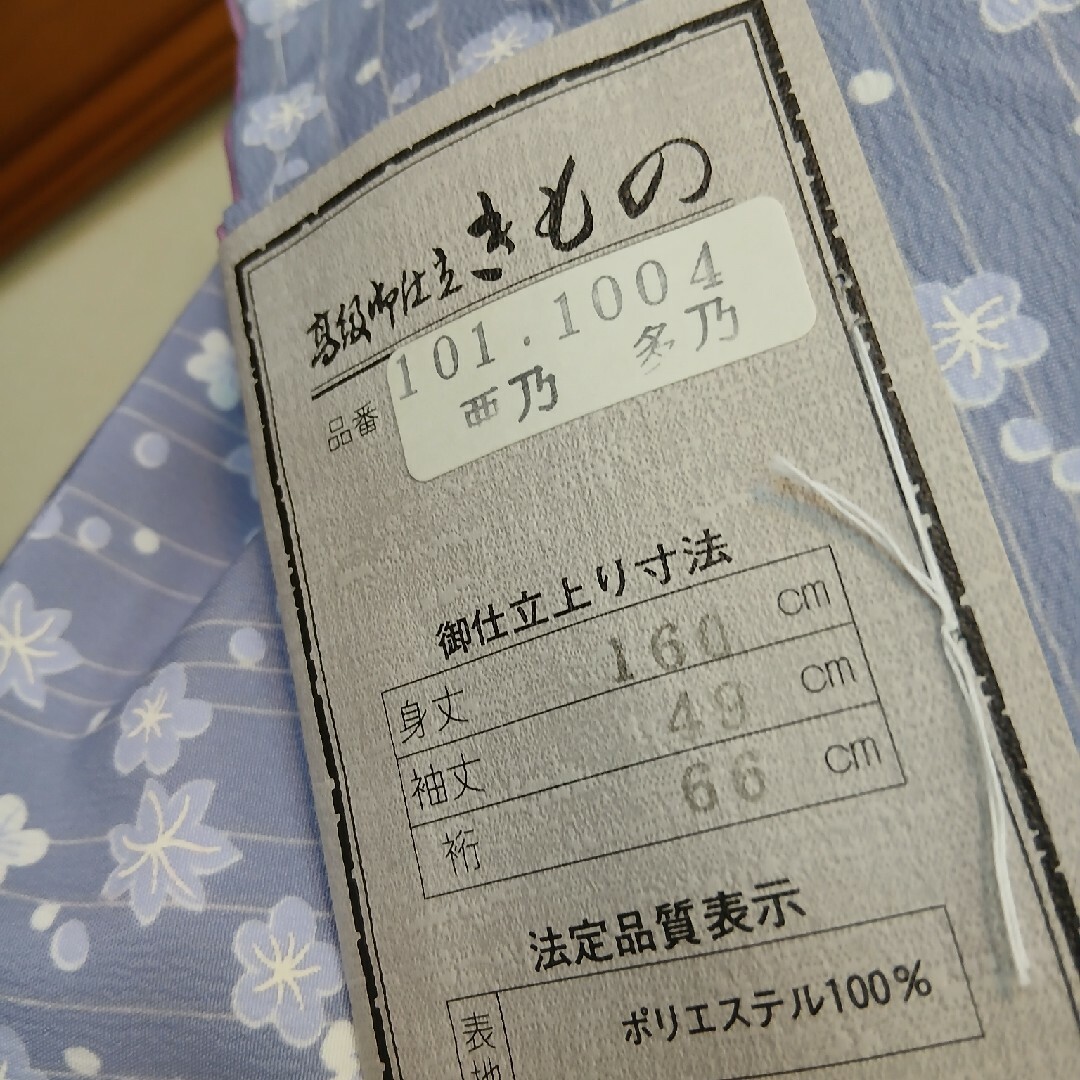 高級御仕立きもの
品番 101.1004
西乃 冬乃
御仕立上り寸法
身丈 160 cm
袖丈 49 cm
裄 66 cm
法定品質表示
表地 ポリエステル100%